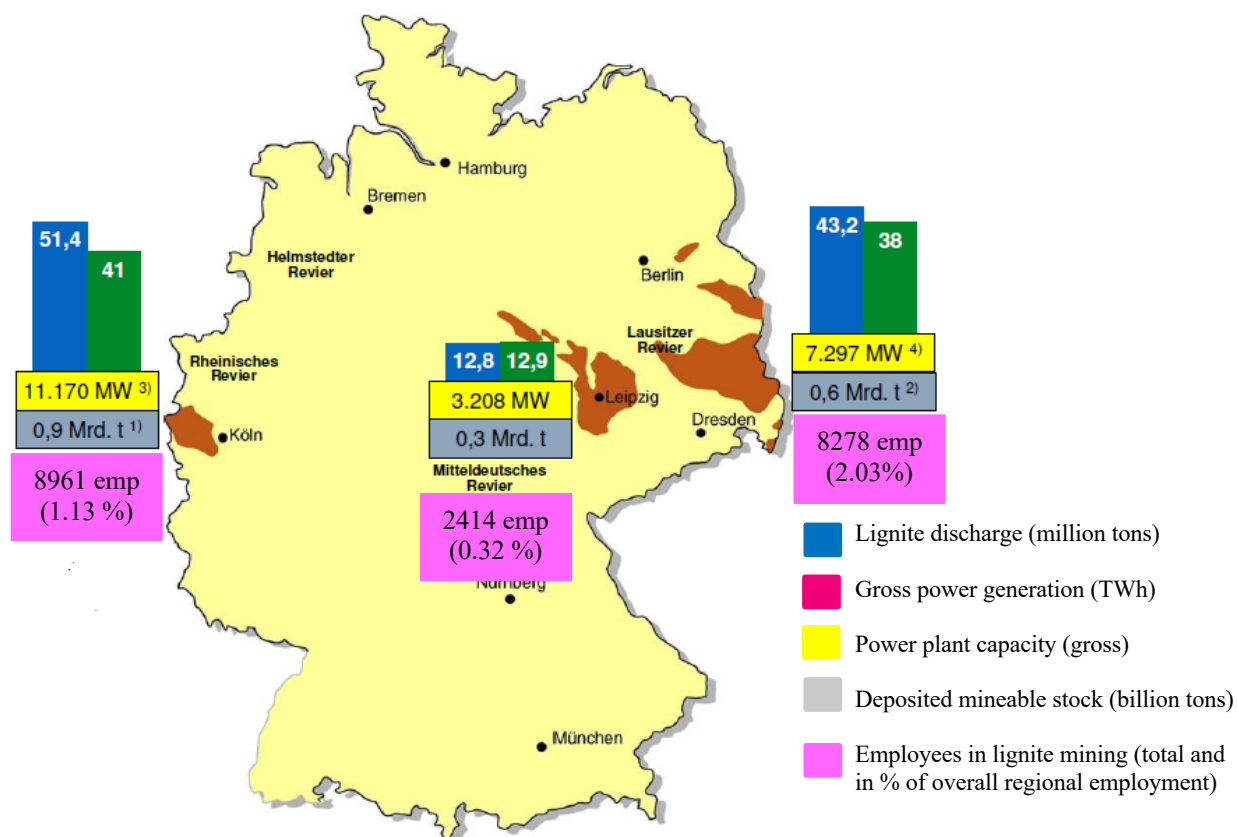 Hamburg
Bremen
Helmstedter
Revier
Berlin
51,4
41
11.170 MW 3)
0,9 Mrd. t 1)
8961 emp
(1.13 %)
Rheinisches
Revier
Köln
12,8
12,9
3.208 MW
0,3 Mrd. t
Mitteldeutsches
Revier
2414 emp
(0.32 %)
Lausitzer
Revier
Leipzig
Dresden
43,2
38
7.297 MW 4)
0,6 Mrd. t 2)
8278 emp
(2.03%)
Nürnberg
München
Lignite discharge (million tons)
Gross power generation (TWh)
Power plant capacity (gross)
Deposited mineable stock (billion tons)
Employees in lignite mining (total and
in % of overall regional employment)